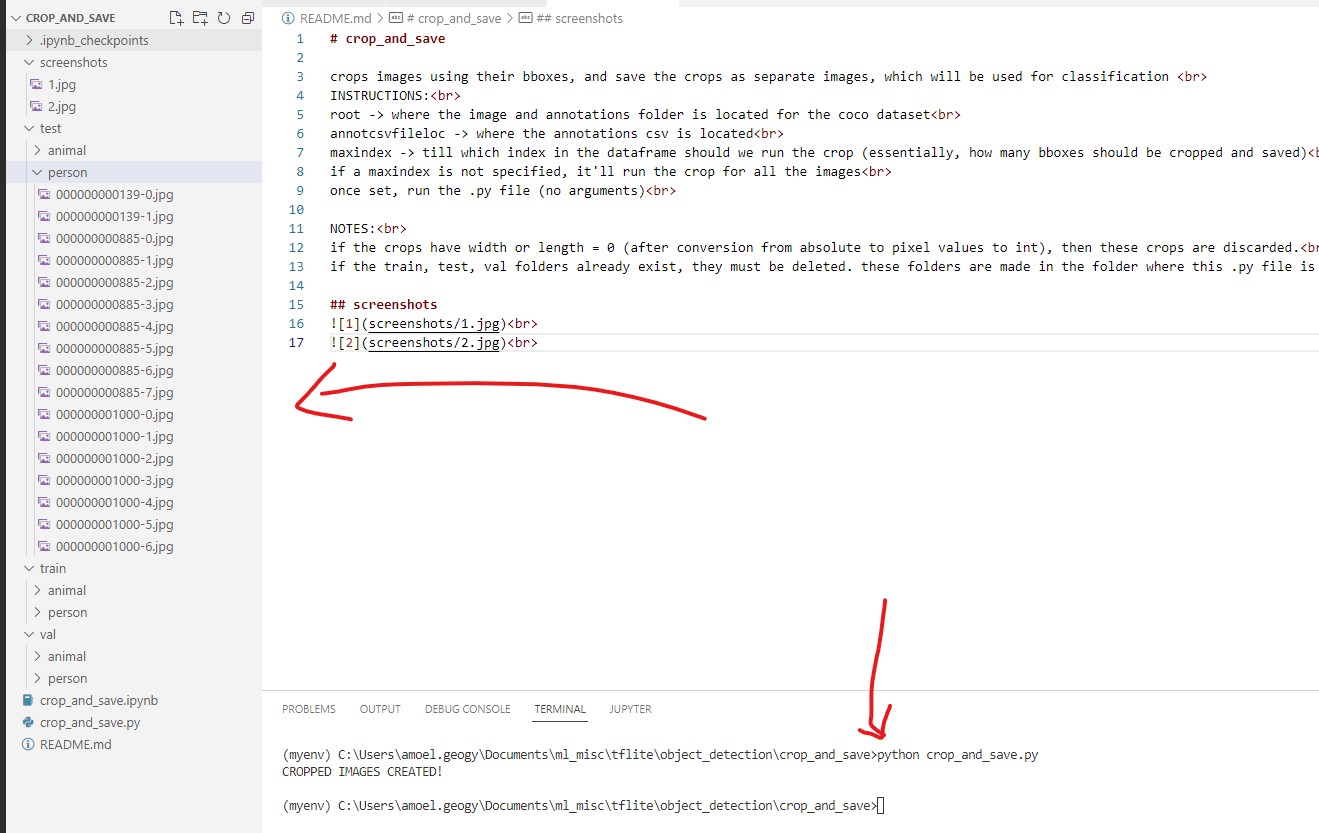 CROP_AND_SAVE
.ipynb_checkpoints
screenshots
1.jpg
2.jpg
test
animal
person
000000000139-0.jpg
000000000139-1.jpg
000000000885-0.jpg
000000000885-1.jpg
000000000885-2.jpg
000000000885-3.jpg
000000000885-4.jpg
000000000885-5.jpg
000000000885-6.jpg
000000000885-7.jpg
000000001000-0.jpg
000000001000-1.jpg
000000001000-2.jpg
000000001000-3.jpg
000000001000-4.jpg
000000001000-5.jpg
000000001000-6.jpg
train
animal
person
val
animal
person
crop_and_save.ipynb
crop_and_save.py
README.md
README.md > # crop_and_save > ## screenshots
1 # crop_and_save
2
3 crops images using their bboxes, and save the crops as separate images, which will be used for classification <br>
4 INSTRUCTIONS:<br>
5 root -> where the image and annotations folder is located for the coco dataset<br>
6 annotcsvfileloc -> where the annotations csv is located<br>
7 maxindex -> till which index in the dataframe should we run the crop (essentially, how many bboxes should be cropped and saved)<b
8 if a maxindex is not specified, it'll run the crop for all the images<br>
9 once set, run the .py file (no arguments)<br>
10
11 NOTES:<br>
12 if the crops have width or length = 0 (after conversion from absolute to pixel values to int), then these crops are discarded.<br
13 if the train, test, val folders already exist, they must be deleted. these folders are made in the folder where this .py file is
14
15 ## screenshots
16 ![1](screenshots/1.jpg)<br>
17 ![2](screenshots/2.jpg)<br>
PROBLEMS OUTPUT DEBUG CONSOLE TERMINAL JUPYTER
(myenv) C:\Users\amoel.geogy\Documents\ml_misc\tflite\object_detection\crop_and_save>python crop_and_save.py
CROPPED IMAGES CREATED!
(myenv) C:\Users\amoel.geogy\Documents\ml_misc\tflite\object_detection\crop_and_save>